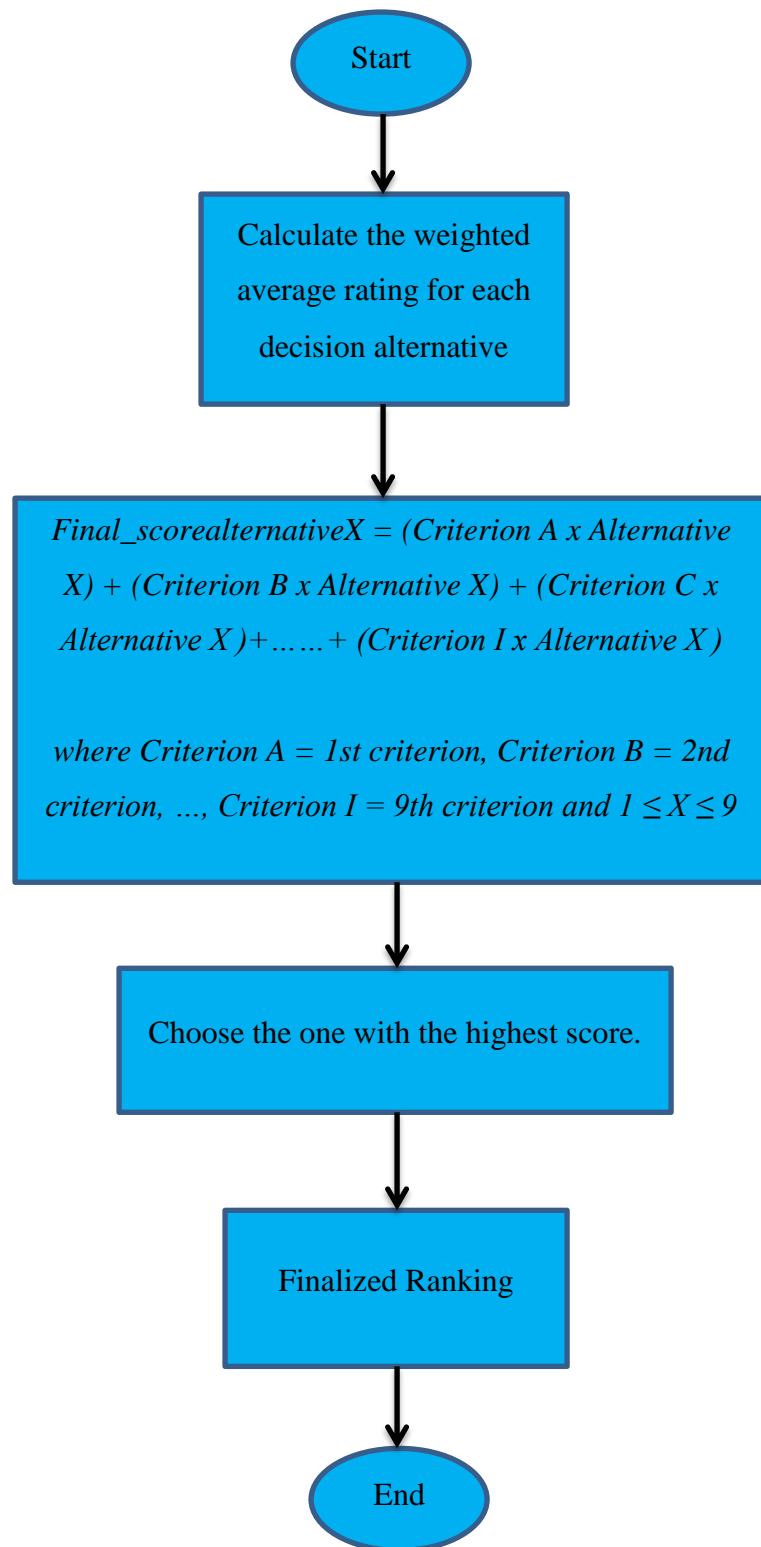 Start
Calculate the weighted
average rating for each
decision alternative
Final_scorealternativeX = (Criterion A x Alternative
X) + (Criterion B x Alternative X) + (Criterion C x
Alternative X )+……+ (Criterion I x Alternative X )
where Criterion A = 1st criterion, Criterion B = 2nd
criterion, ..., Criterion I = 9th criterion and 1 ≤ X ≤ 9
Choose the one with the highest score.
Finalized Ranking
End